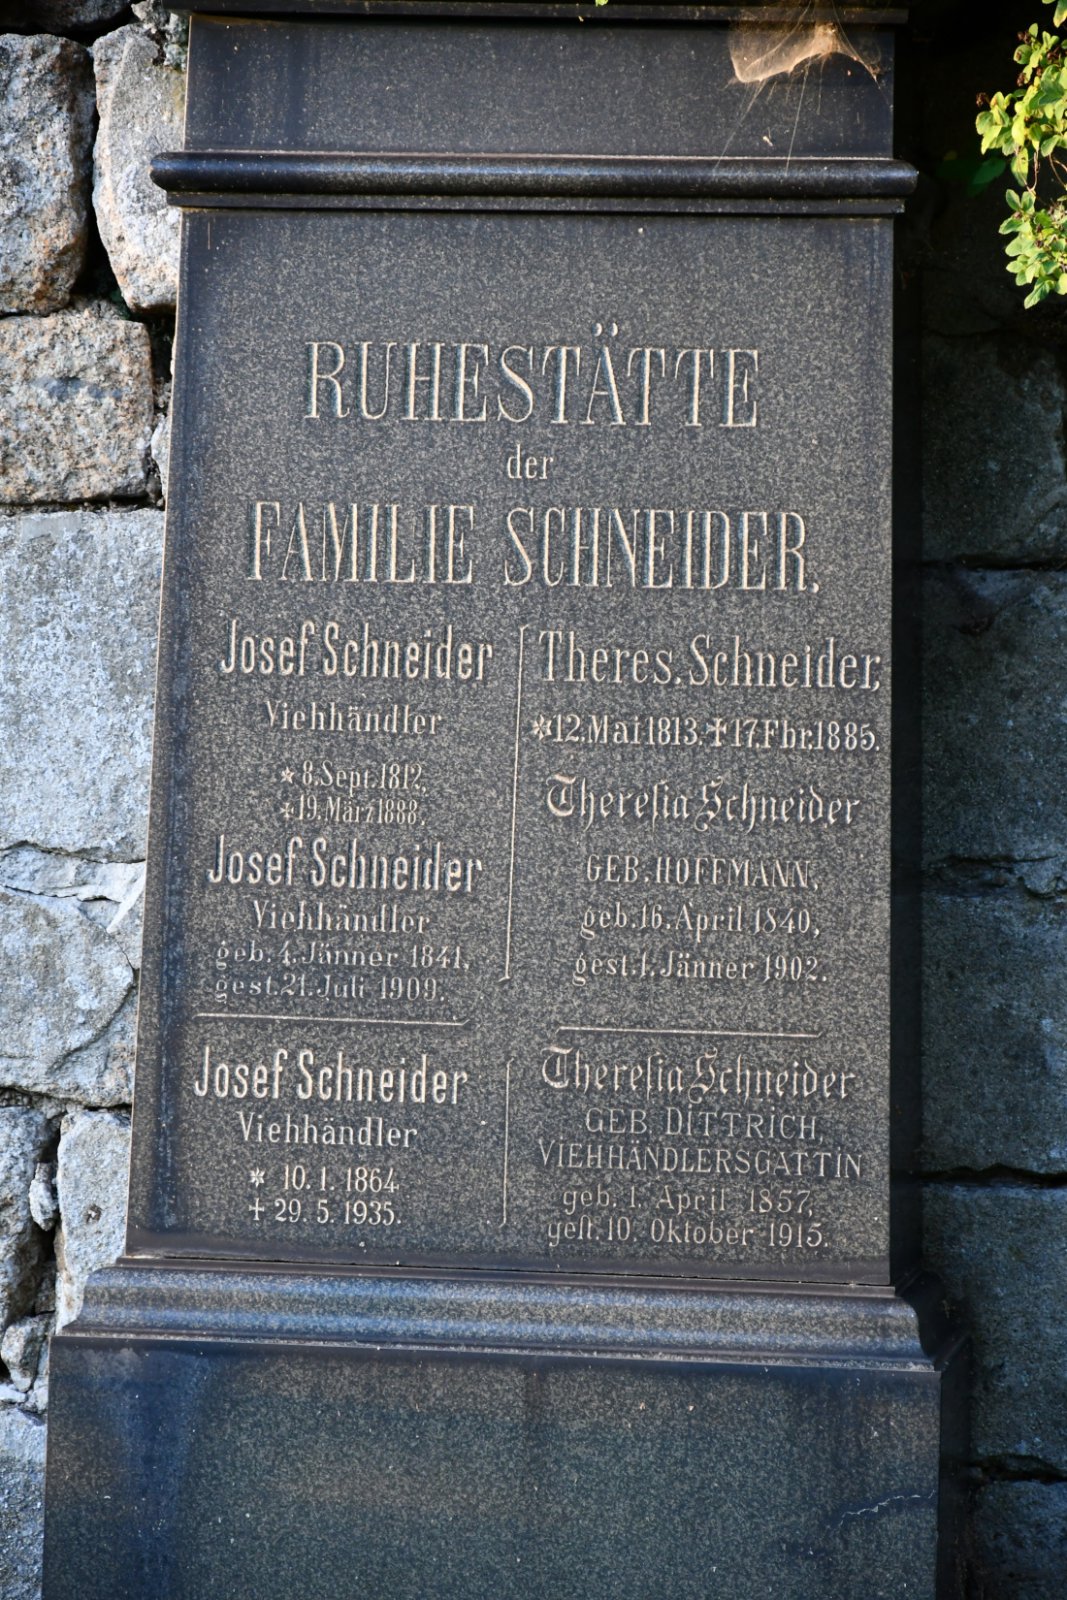 RUHESTÄTTE
der
FAMILIE SCHNEIDER.
Josef Schneider
Viehhändler
* 8. Sept. 1812,
✝ 19. März 1888.
Josef Schneider
Viehhändler
geb. 4. Jänner 1841,
gest. 21. Juli 1909.
Theres. Schneider,
* 12. Mai 1813. ✝ 17. Fbr. 1885.
Thereſia Schneider
GEB. HOFFMANN,
geb. 16. April 1840,
gest. 1. Jänner 1902.
Josef Schneider
Viehhändler
* 10. 1. 1864
✝ 29. 5. 1935.
Thereſia Schneider
GEB DITTRICH,
VIEHHÄNDLERSGATTIN
geb. 1. April 1857,
geſt. 10. Oktober 1915.